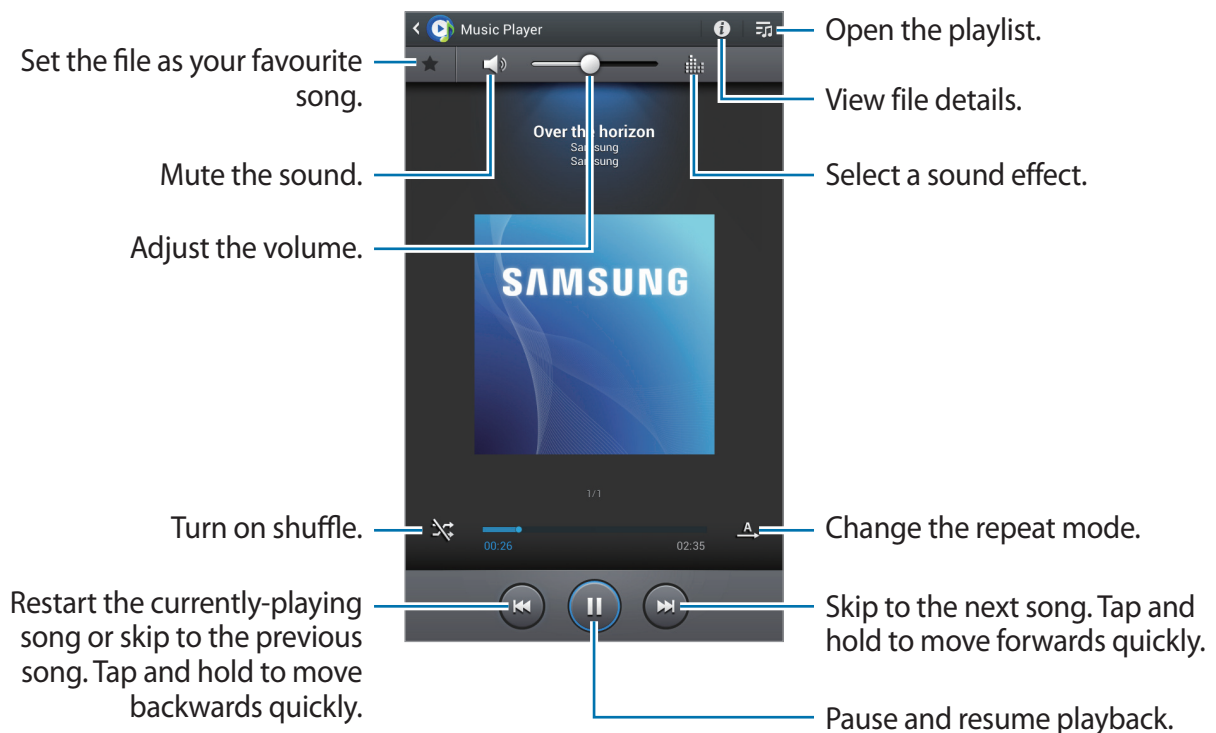 Music Player
Open the playlist.
Set the file as your favourite
song.
View file details.
Over the horizon
Samsung
Samsung
Mute the sound.
Select a sound effect.
Adjust the volume.
SAMSUNG
1/1
Turn on shuffle.
A
Change the repeat mode.
00:26
02:35
Restart the currently-playing
song or skip to the previous
song. Tap and hold to move
backwards quickly.
Skip to the next song. Tap and
hold to move forwards quickly.
Pause and resume playback.